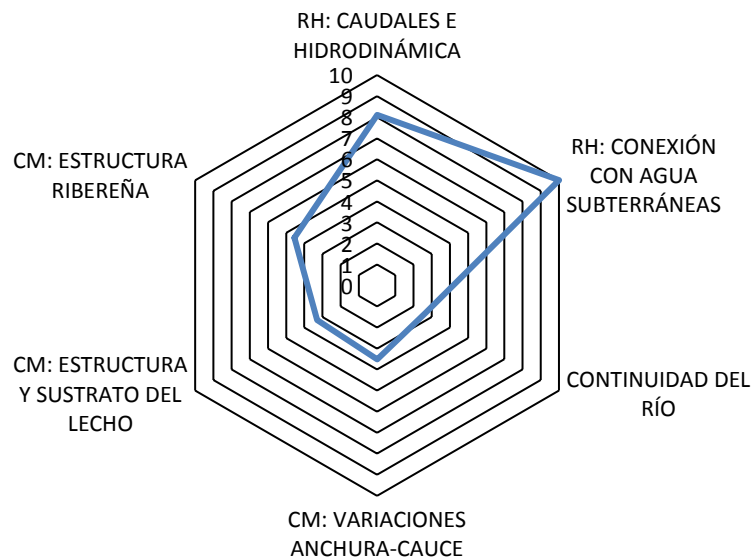 RH: CAUDALES E
HIDRODINÁMICA
10
9
8
7
6
5
4
3
2
1
0
RH: CONEXIÓN
CON AGUA
SUBTERRÁNEAS
CONTINUIDAD DEL
RÍO
CM: VARIACIONES
ANCHURA-CAUCE
CM: ESTRUCTURA
Y SUSTRATO DEL
LECHO
CM: ESTRUCTURA
RIBEREÑA